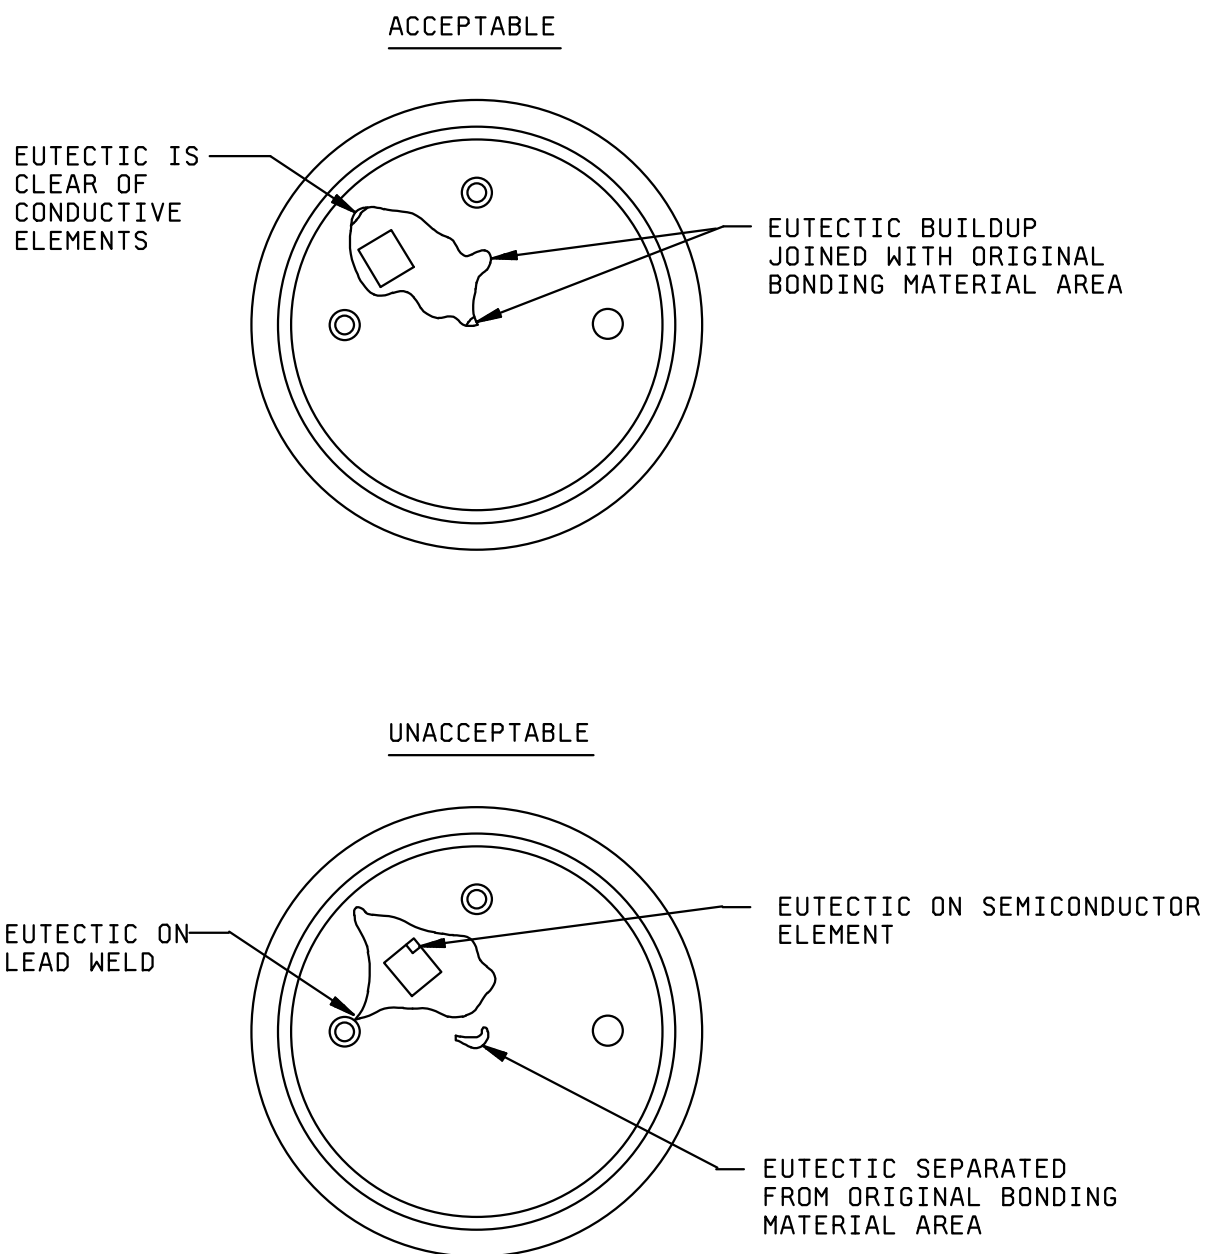 ACCEPTABLE
EUTECTIC IS
CLEAR OF
CONDUCTIVE
ELEMENTS
EUTECTIC BUILDUP
JOINED WITH ORIGINAL
BONDING MATERIAL AREA
UNACCEPTABLE
EUTECTIC ON
LEAD WELD
EUTECTIC ON SEMICONDUCTOR
ELEMENT
EUTECTIC SEPARATED
FROM ORIGINAL BONDING
MATERIAL AREA